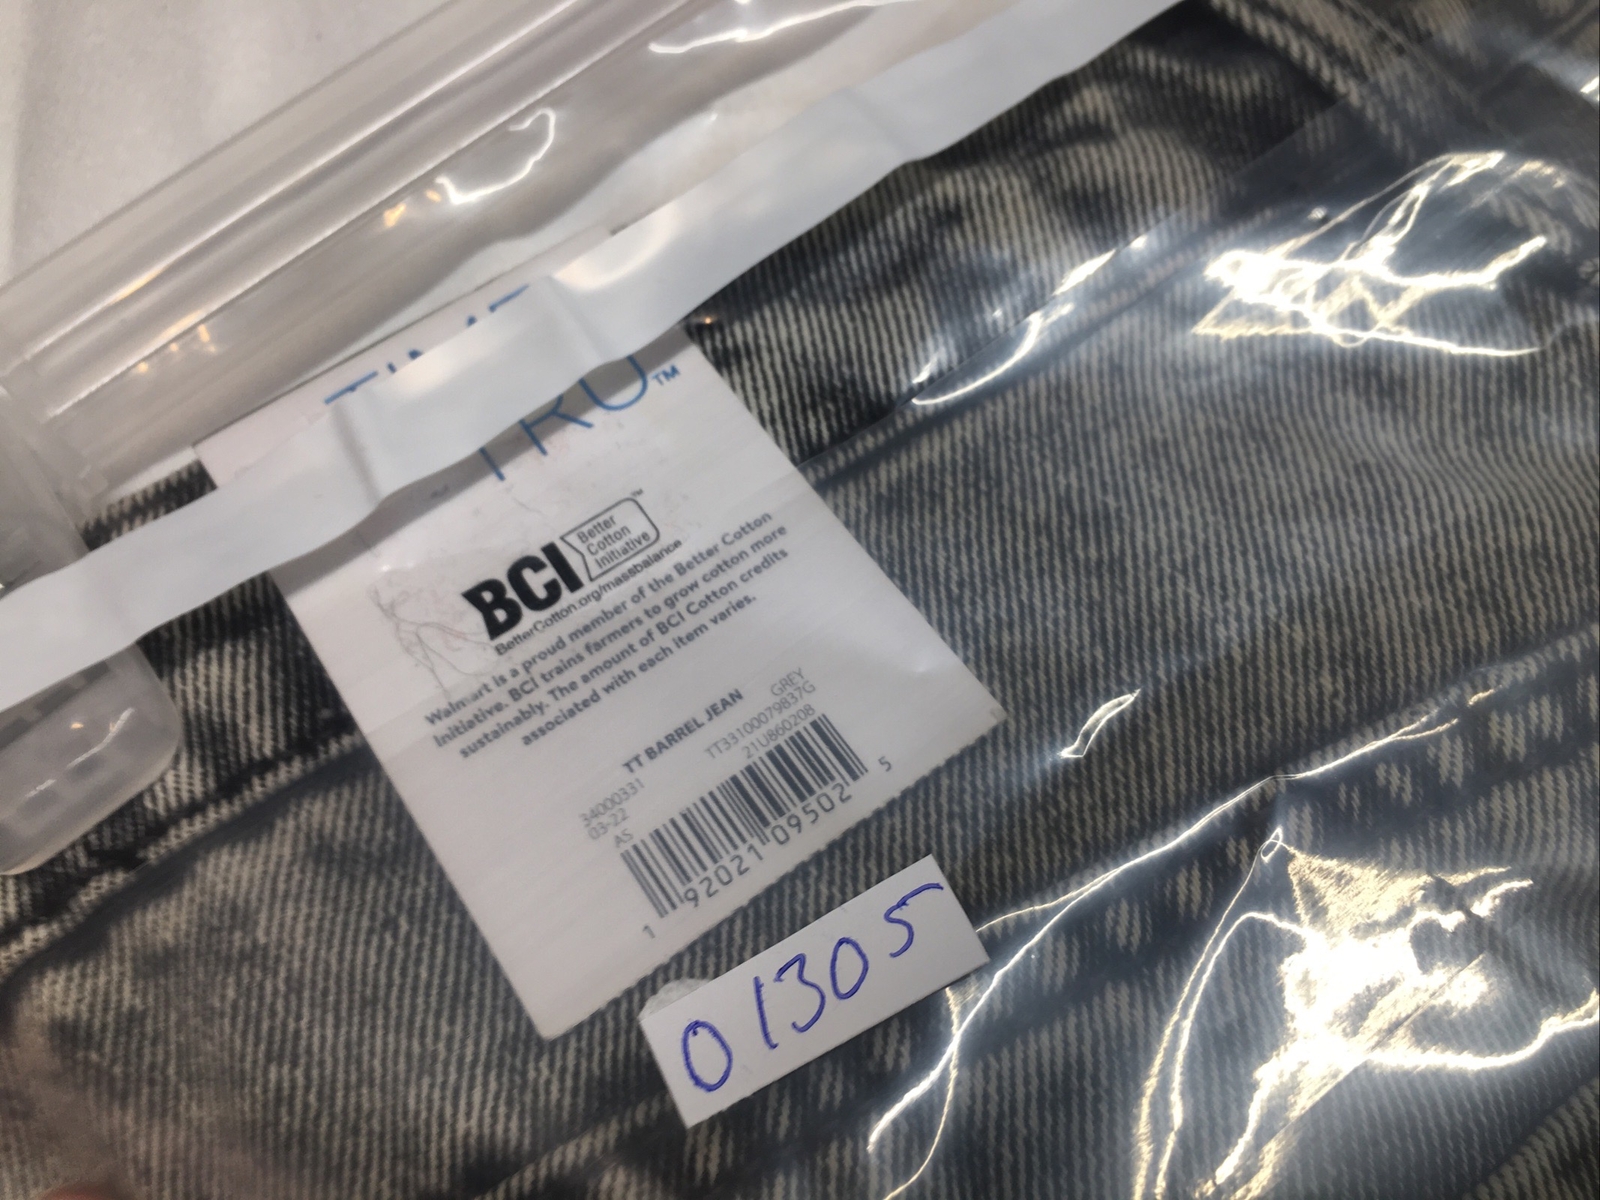 TRU™
BCI Better Cotton Initiative™
BetterCotton.org/massbalance
Walmart is a proud member of the Better Cotton
Initiative. BCI trains farmers to grow cotton more
sustainably. The amount of BCI Cotton credits
associated with each item varies.
34000331 TT BARREL JEAN GREY
03-22 TT3310079837G
AS 21U860208
1 92021 09502 5
01305